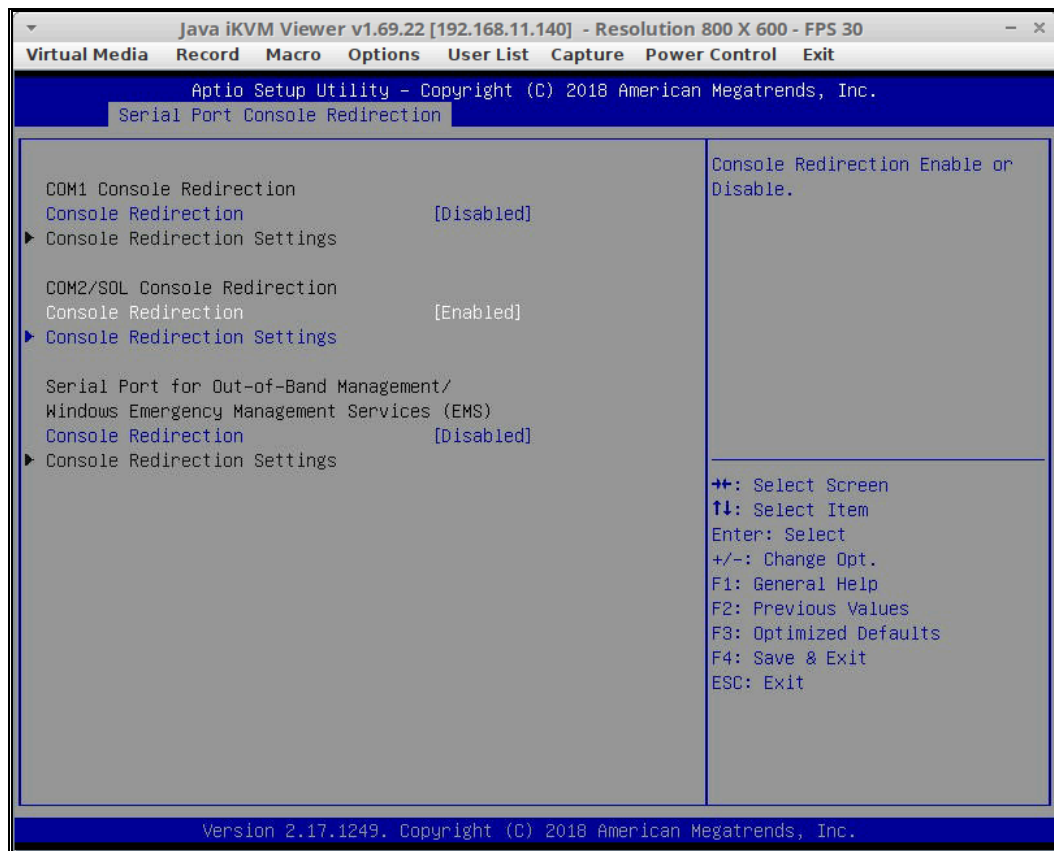 Java iKVM Viewer v1.69.22 [192.168.11.140] - Resolution 800 X 600 - FPS 30
Virtual Media Record Macro Options User List Capture Power Control Exit
Aptio Setup Utility – Copyright (C) 2018 American Megatrends, Inc.
Serial Port Console Redirection
COM1 Console Redirection
Console Redirection [Disabled]
Console Redirection Settings
COM2/SOL Console Redirection
Console Redirection [Enabled]
Console Redirection Settings
Serial Port for Out-of-Band Management/
Windows Emergency Management Services (EMS)
Console Redirection [Disabled]
Console Redirection Settings
Console Redirection Enable or
Disable.
→←: Select Screen
↑↓: Select Item
Enter: Select
+/-: Change Opt.
F1: General Help
F2: Previous Values
F3: Optimized Defaults
F4: Save & Exit
ESC: Exit
Version 2.17.1249. Copyright (C) 2018 American Megatrends, Inc.